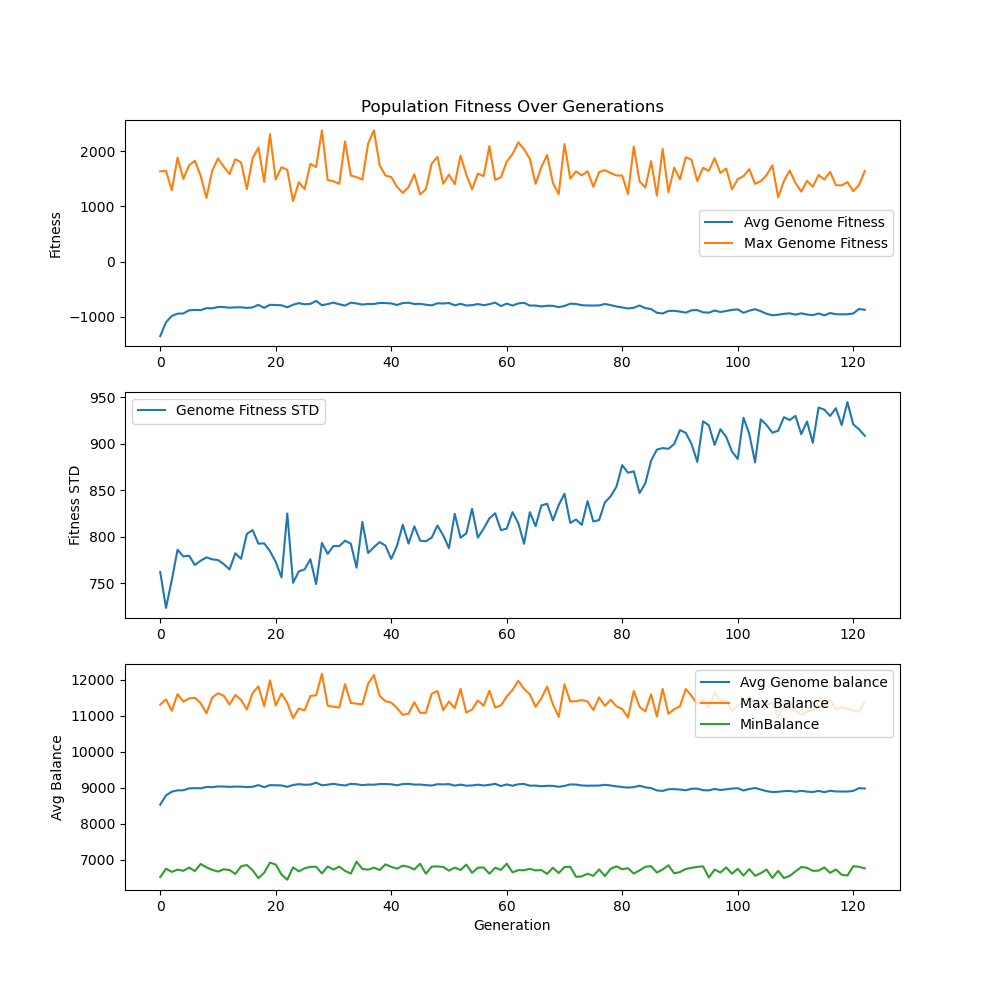 Population Fitness Over Generations
Fitness
2000
1000
0
−1000
Avg Genome Fitness
Max Genome Fitness
0 20 40 60 80 100 120
Fitness STD
950
900
850
800
750
Genome Fitness STD
0 20 40 60 80 100 120
Avg Balance
12000
11000
10000
9000
8000
7000
Avg Genome balance
Max Balance
MinBalance
0 20 40 60 80 100 120
Generation